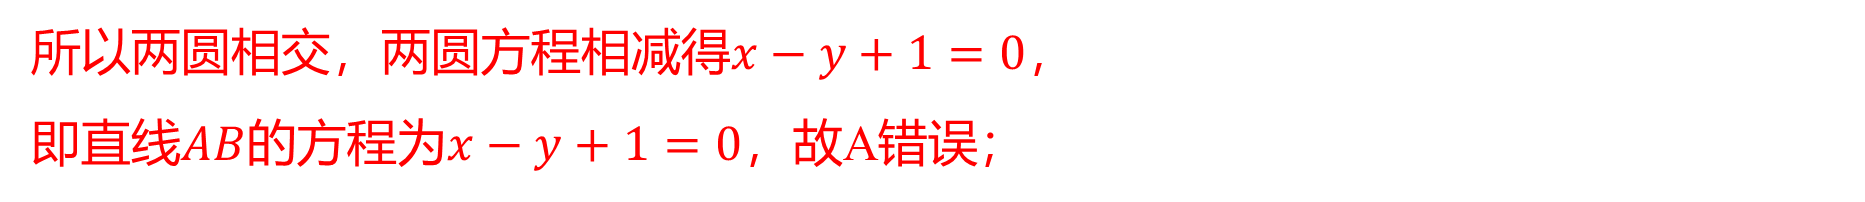 所以两圆相交，两圆方程相减得x − y + 1 = 0，
即直线AB的方程为x − y + 1 = 0，故A错误；